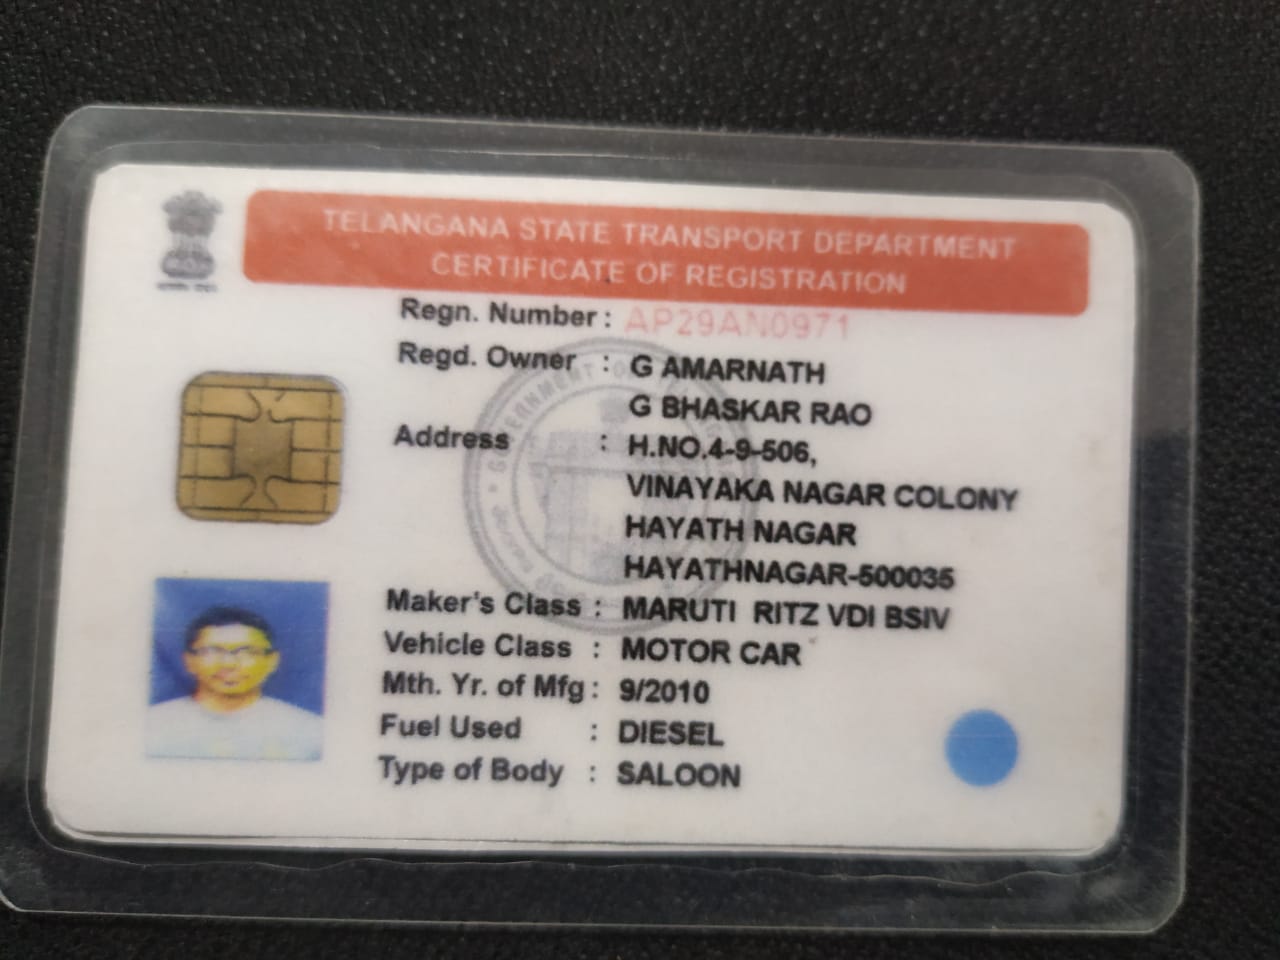 TELANGANA STATE TRANSPORT DEPARTMENT
CERTIFICATE OF REGISTRATION
Regn. Number : AP29AN0971
Regd. Owner : G AMARNATH
G BHASKAR RAO
Address : H.NO.4-9-506,
VINAYAKA NAGAR COLONY
HAYATH NAGAR
HAYATHNAGAR-500035
Maker's Class : MARUTI RITZ VDI BSIV
Vehicle Class : MOTOR CAR
Mth. Yr. of Mfg : 9/2010
Fuel Used : DIESEL
Type of Body : SALOON